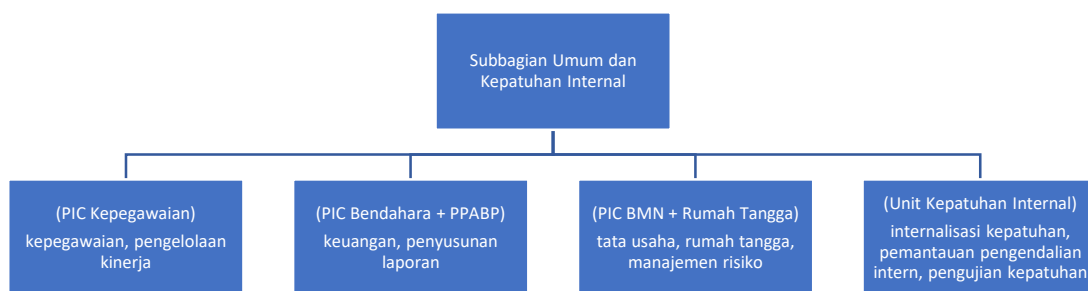 Subbagian Umum dan
Kepatuhan Internal
(PIC Kepegawaian)
kepegawaian, pengelolaan
kinerja
(PIC Bendahara + PPABP)
keuangan, penyusunan
laporan
(PIC BMN + Rumah Tangga)
tata usaha, rumah tangga,
manajemen risiko
(Unit Kepatuhan Internal)
internalisasi kepatuhan,
pemantauan pengendalian
intern, pengujian kepatuhan